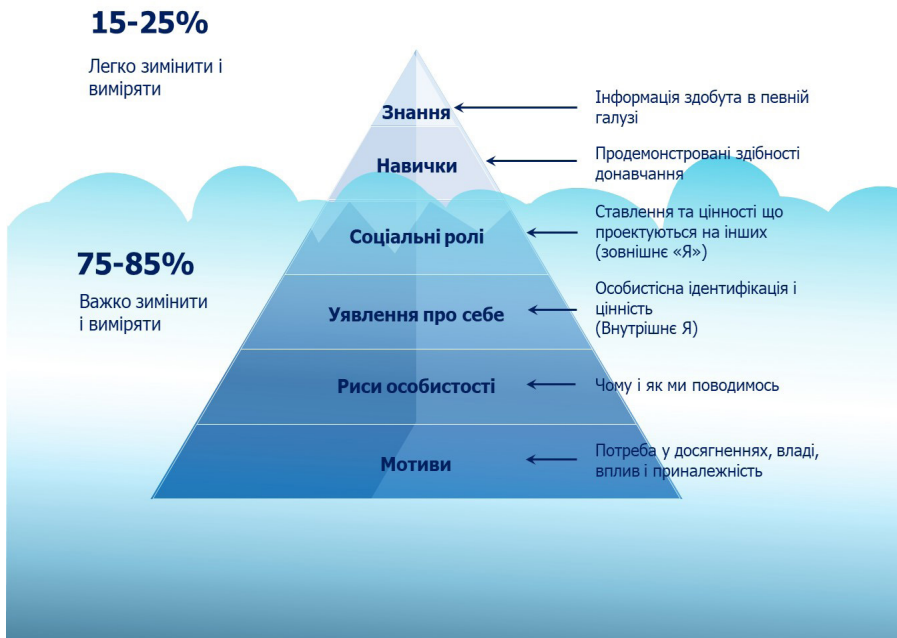 15-25%
Легко зимінити і
виміряти
Знання
Інформація здобута в певній
галузі
Навички
Продемонстровані здібності
донавчання
Соціальні ролі
Ставлення та цінності що
проектуються на інших
(зовнішнє «Я»)
75-85%
Важко зимінити
і виміряти
Уявлення про себе
Особистісна ідентифікація і
цінність
(Внутрішнє Я)
Риси особистості
Чому і як ми поводимось
Мотиви
Потреба у досягненнях, владі,
вплив і приналежність